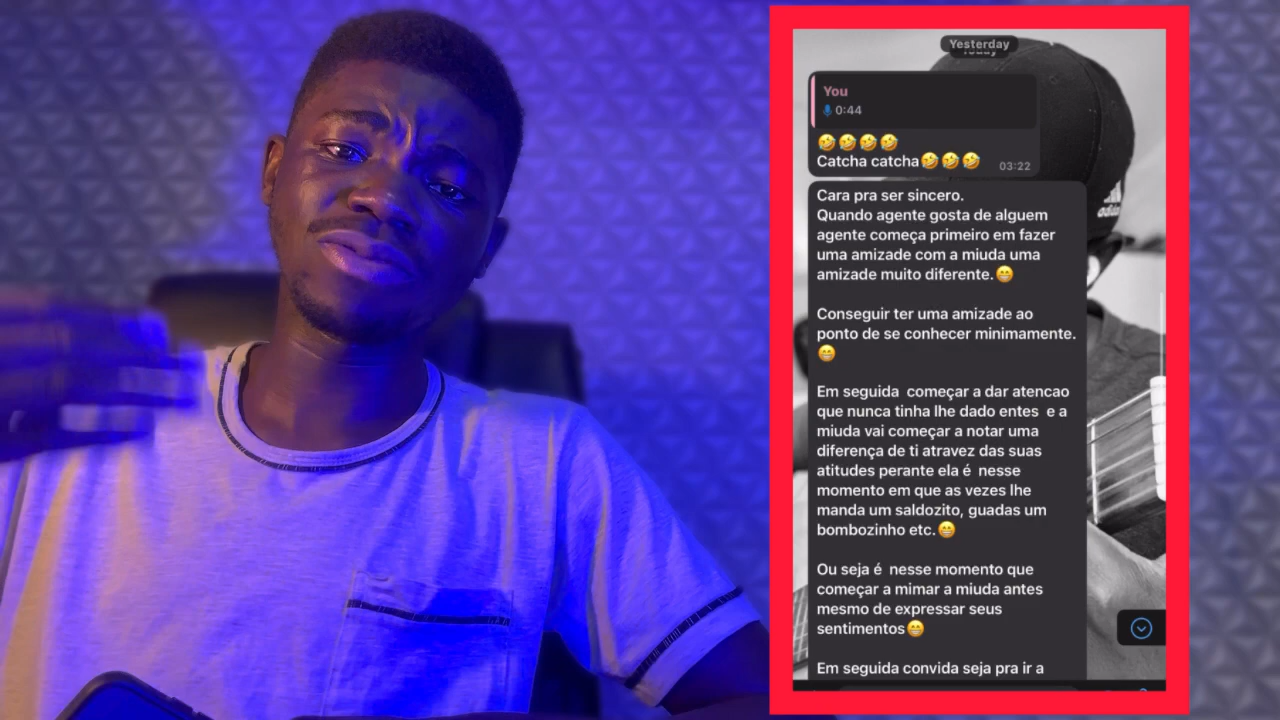 Yesterday
Today
You
0:44
🤣🤣🤣🤣
Catcha catcha🤣🤣🤣 03:22
Cara pra ser sincero.
Quando agente gosta de alguem
agente começa primeiro em fazer
uma amizade com a miuda uma
amizade muito diferente.😁
Conseguir ter uma amizade ao
ponto de se conhecer minimamente.
😁
Em seguida começar a dar atencao
que nunca tinha lhe dado entes e a
miuda vai começar a notar uma
diferença de ti atravez das suas
atitudes perante ela é nesse
momento em que as vezes lhe
manda um saldozito, guadas um
bombozinho etc.😁
Ou seja é nesse momento que
começar a mimar a miuda antes
mesmo de expressar seus
sentimentos😁
Em seguida convida seja pra ir a
adidas